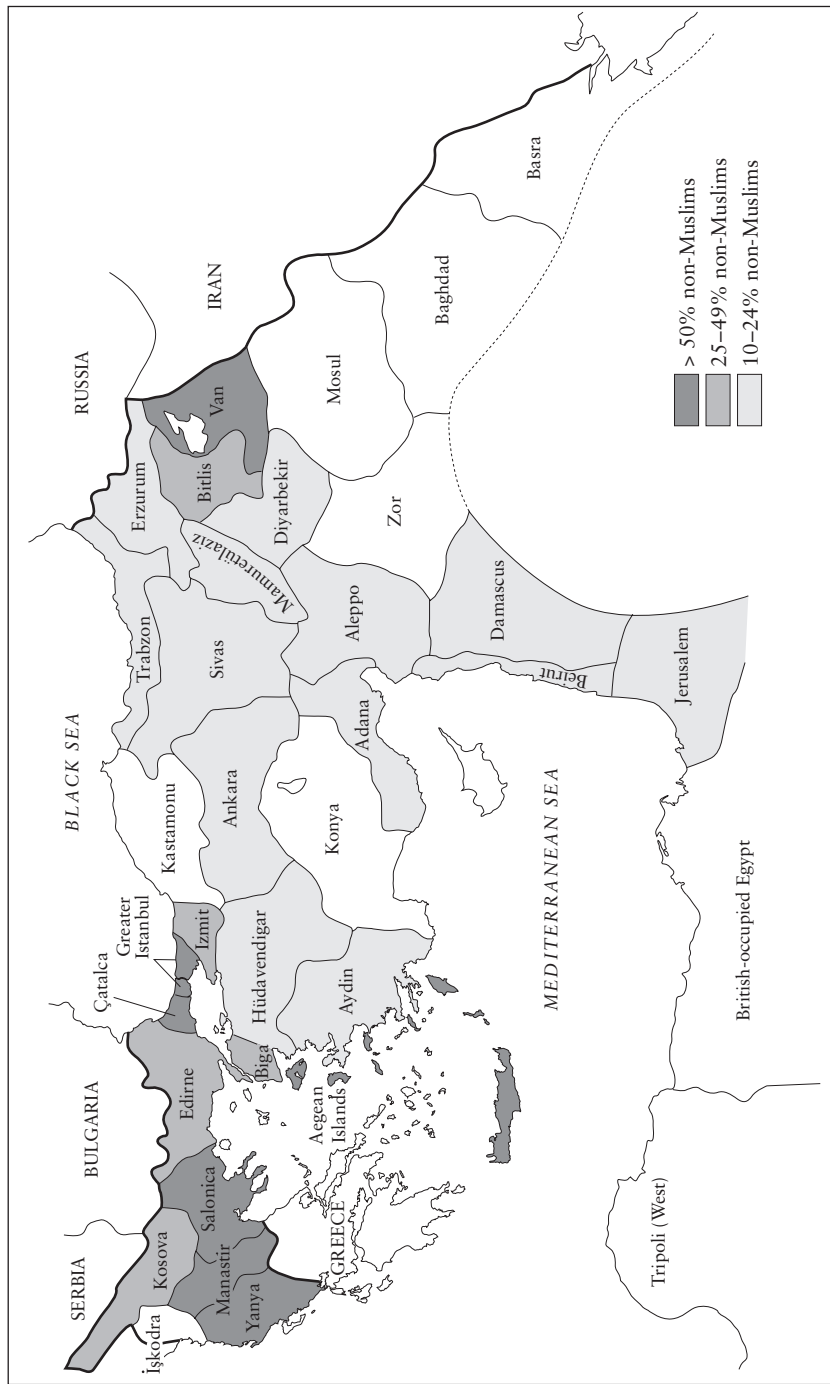 SERBIA
BULGARIA
BLACK SEA
RUSSIA
IRAN
İşkodra
Kosova
Manastir
Yanya
Salonica
Edirne
Çatalca
Greater
Istanbul
Izmit
Biga
Hüdavendigar
Aydin
Aegean
Islands
GREECE
Kastamonu
Ankara
Konya
Adana
Trabzon
Sivas
Erzurum
Mamuretülaziz
Bitlis
Van
Diyarbekir
Aleppo
Zor
Mosul
Baghdad
Basra
Beirut
Damascus
Jerusalem
MEDITERRANEAN SEA
Tripoli (West)
British-occupied Egypt
> 50% non-Muslims
25–49% non-Muslims
10–24% non-Muslims